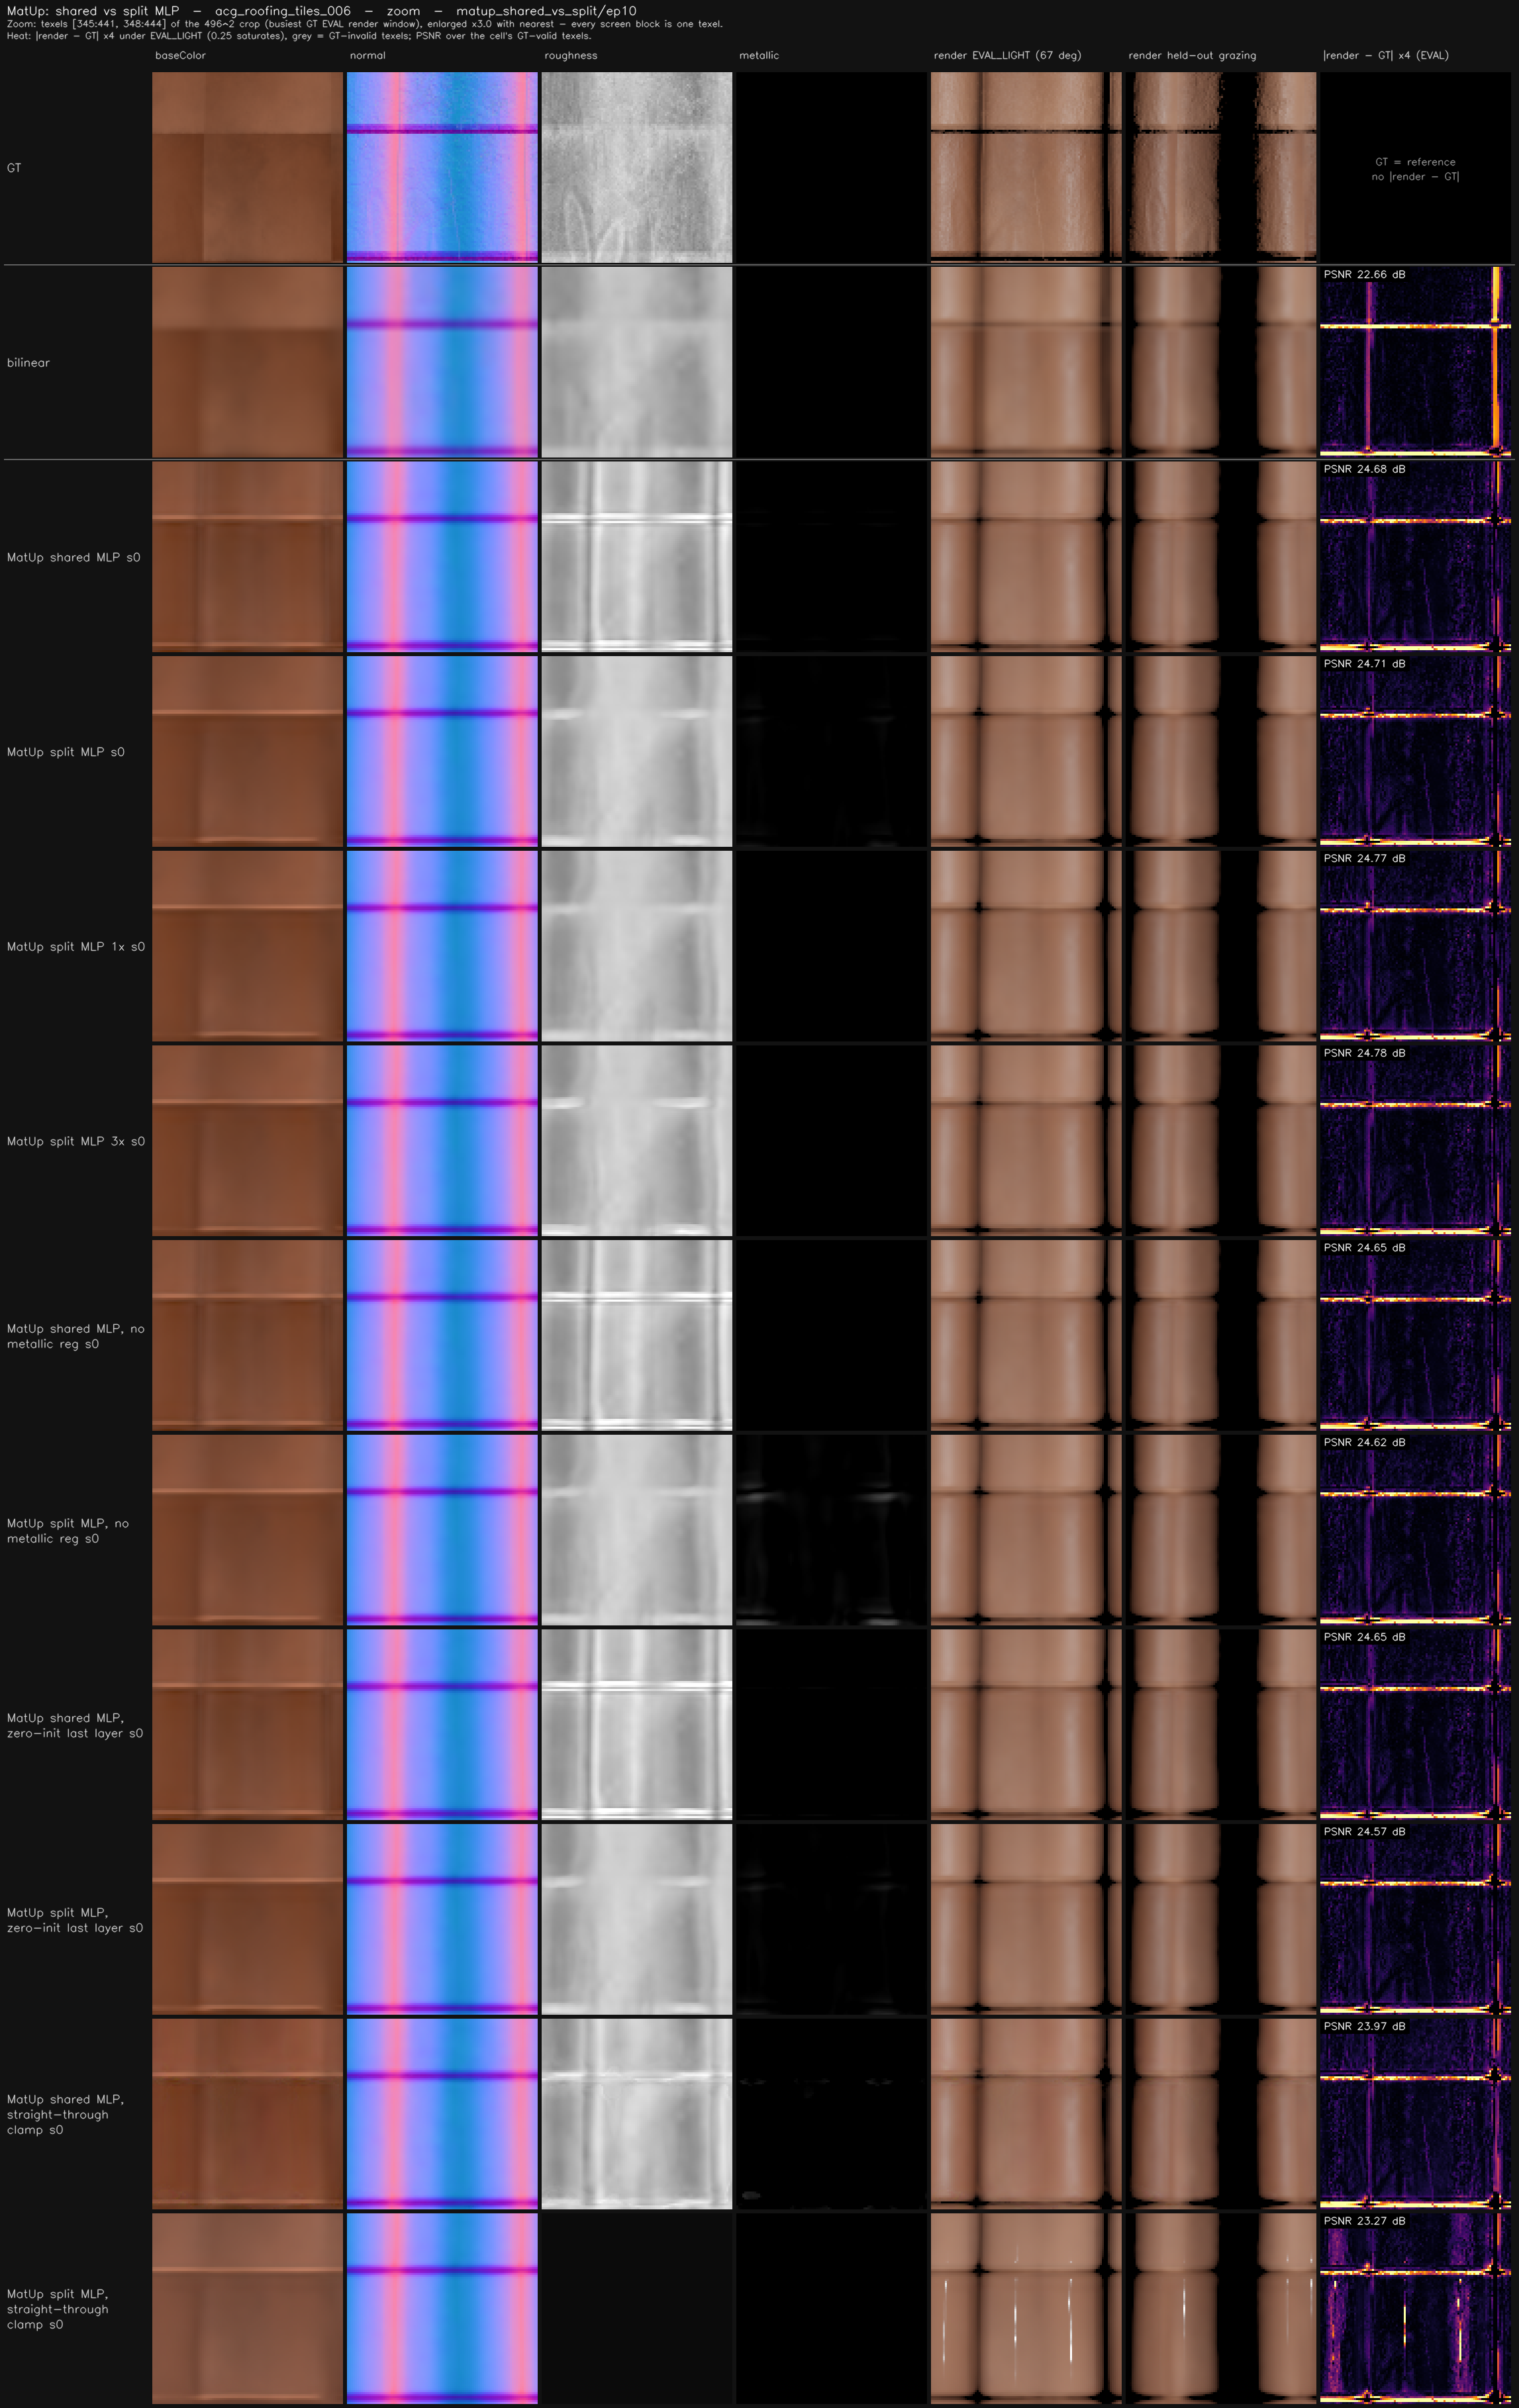 MatUp: shared vs split MLP — acg_roofing_tiles_006 — zoom — matup_shared_vs_split/ep10
Zoom: texels [345:441, 348:444] of the 496^2 crop (busiest GT EVAL render window), enlarged x3.0 with nearest — every screen block is one texel.
Heat: |render — GT| x4 under EVAL_LIGHT (0.25 saturates), grey = GT-invalid texels; PSNR over the cell's GT-valid texels.
baseColor normal roughness metallic render EVAL_LIGHT (67 deg) render held-out grazing |render — GT| x4 (EVAL)
GT
GT = reference
no |render — GT|
bilinear
PSNR 22.66 dB
MatUp shared MLP s0
PSNR 24.68 dB
MatUp split MLP s0
PSNR 24.71 dB
MatUp split MLP 1x s0
PSNR 24.77 dB
MatUp split MLP 3x s0
PSNR 24.78 dB
MatUp shared MLP, no
metallic reg s0
PSNR 24.65 dB
MatUp split MLP, no
metallic reg s0
PSNR 24.62 dB
MatUp shared MLP,
zero-init last layer s0
PSNR 24.65 dB
MatUp split MLP,
zero-init last layer s0
PSNR 24.57 dB
MatUp shared MLP,
straight-through
clamp s0
PSNR 23.97 dB
MatUp split MLP,
straight-through
clamp s0
PSNR 23.27 dB